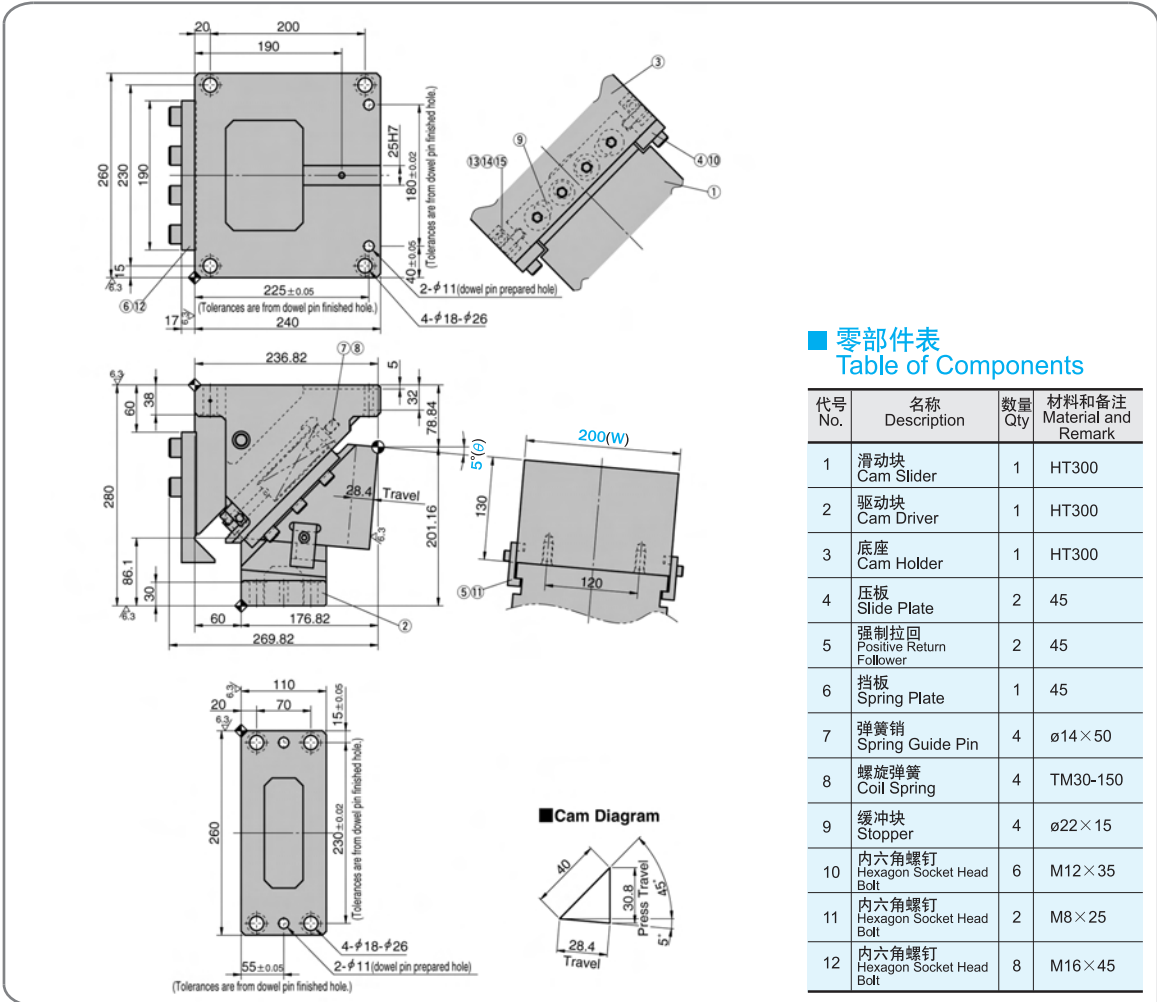 20
200
190
260
230
190
15
6.3
25H7
180±0.02
40±0.05
(Tolerances are from dowel pin finished hole.)
225±0.05
2-φ11(dowel pin prepared hole)
(Tolerances are from dowel pin finished hole.)
⑥⑫
17
6.3
240
4-φ18-φ26
③
⑨
⑬⑭⑮
④⑩
①
236.82
⑦⑧
5
6.3
60
38
32
78.84
5°(θ)
280
28.4
Travel
6.3
201.16
86.1
30
6.3
60
176.82
②
269.82
200(W)
130
120
⑤⑪
110
6.3
20
70
15±0.05
6.3
260
230±0.02
(Tolerances are from dowel pin finished hole.)
4-φ18-φ26
55±0.05
2-φ11(dowel pin prepared hole)
(Tolerances are from dowel pin finished hole.)
■Cam Diagram
40
30.8
Press Travel
45°
5°
28.4
Travel
■ 零部件表
Table of Components
代号 名称 数量 材料和备注
No. Description Qty Material and
Remark
1 滑动块 1 HT300
Cam Slider
2 驱动块 1 HT300
Cam Driver
3 底座 1 HT300
Cam Holder
4 压板 2 45
Slide Plate
5 强制拉回 2 45
Positive Return
Follower
6 挡板 1 45
Spring Plate
7 弹簧销 4 ø14×50
Spring Guide Pin
8 螺旋弹簧 4 TM30-150
Coil Spring
9 缓冲块 4 ø22×15
Stopper
10 内六角螺钉 6 M12×35
Hexagon Socket Head
Bolt
11 内六角螺钉 2 M8×25
Hexagon Socket Head
Bolt
12 内六角螺钉 8 M16×45
Hexagon Socket Head
Bolt